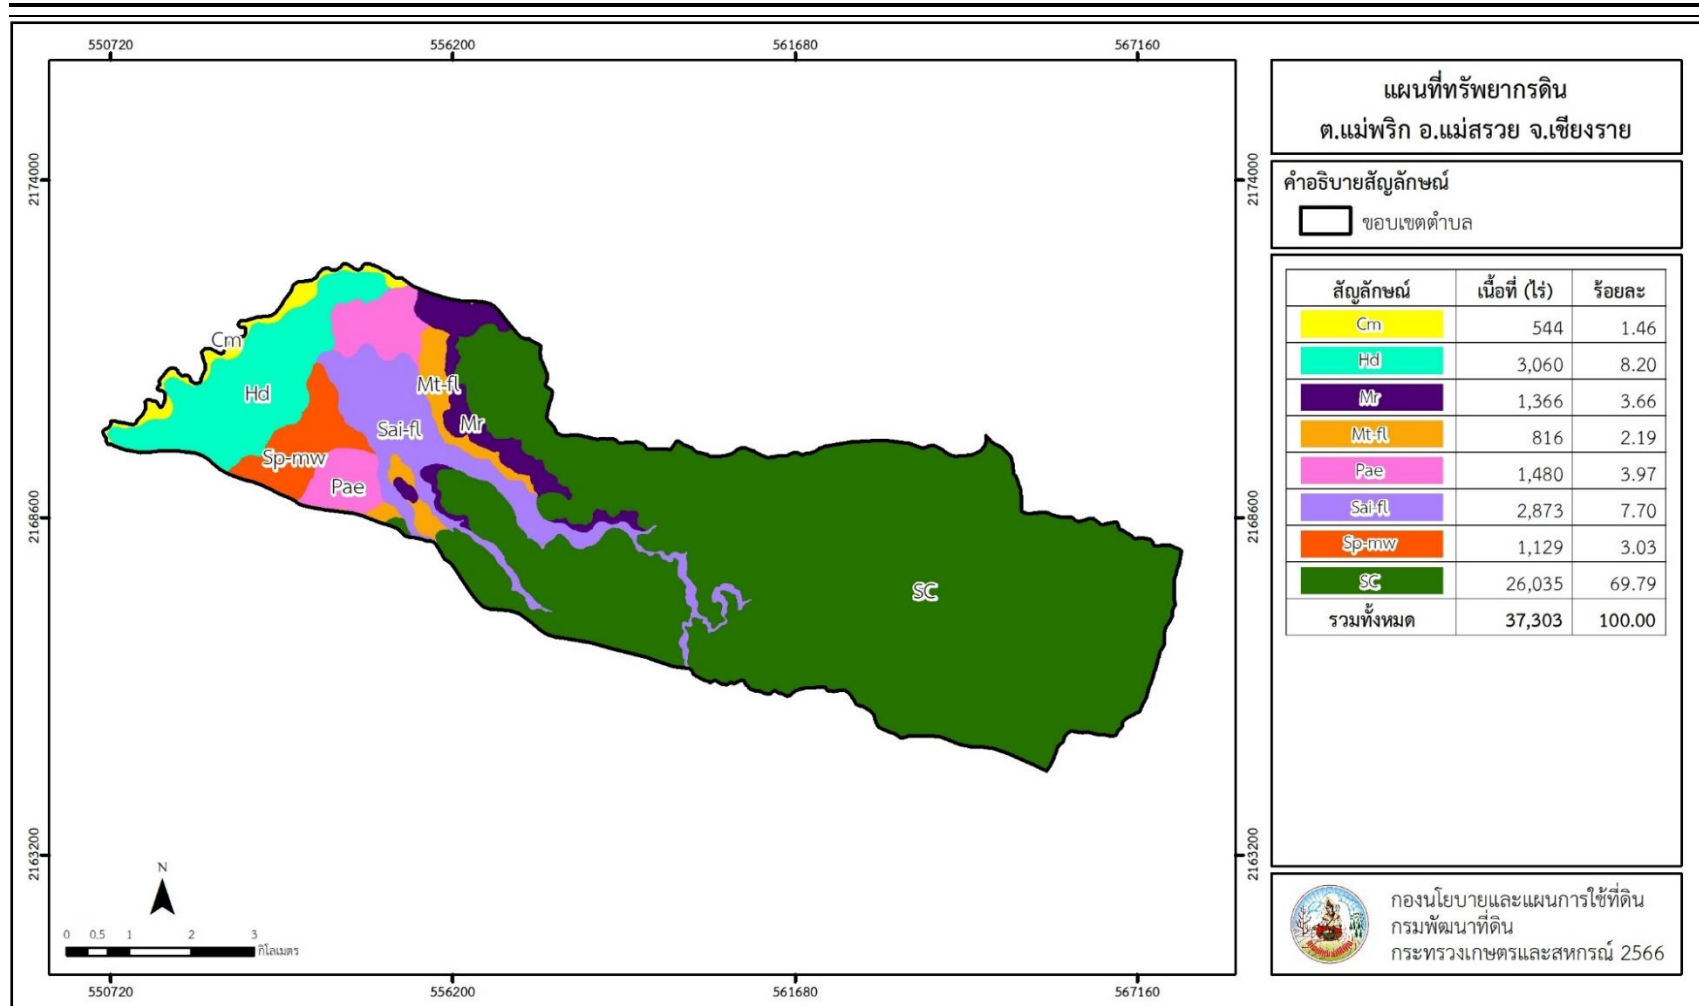 550720
556200
561680
567160
2174000
2174000
Cm
Hd
Mt-fl
Mr
Sai-fl
Sp-mw
Pae
SC
2168600
2168600
2163200
2163200
N
0 0.5 1 2 3
กิโลเมตร
550720
556200
561680
567160
แผนที่ทรัพยากรดิน
ต.แม่พริก อ.แม่สรวย จ.เชียงราย
คำอธิบายสัญลักษณ์
ขอบเขตตำบล
สัญลักษณ์ เนื้อที่ (ไร่) ร้อยละ
Cm 544 1.46
Hd 3,060 8.20
Mr 1,366 3.66
Mt-fl 816 2.19
Pae 1,480 3.97
Sai-fl 2,873 7.70
Sp-mw 1,129 3.03
SC 26,035 69.79
รวมทั้งหมด 37,303 100.00
กองนโยบายและแผนการใช้ที่ดิน
กรมพัฒนาที่ดิน
กระทรวงเกษตรและสหกรณ์ 2566